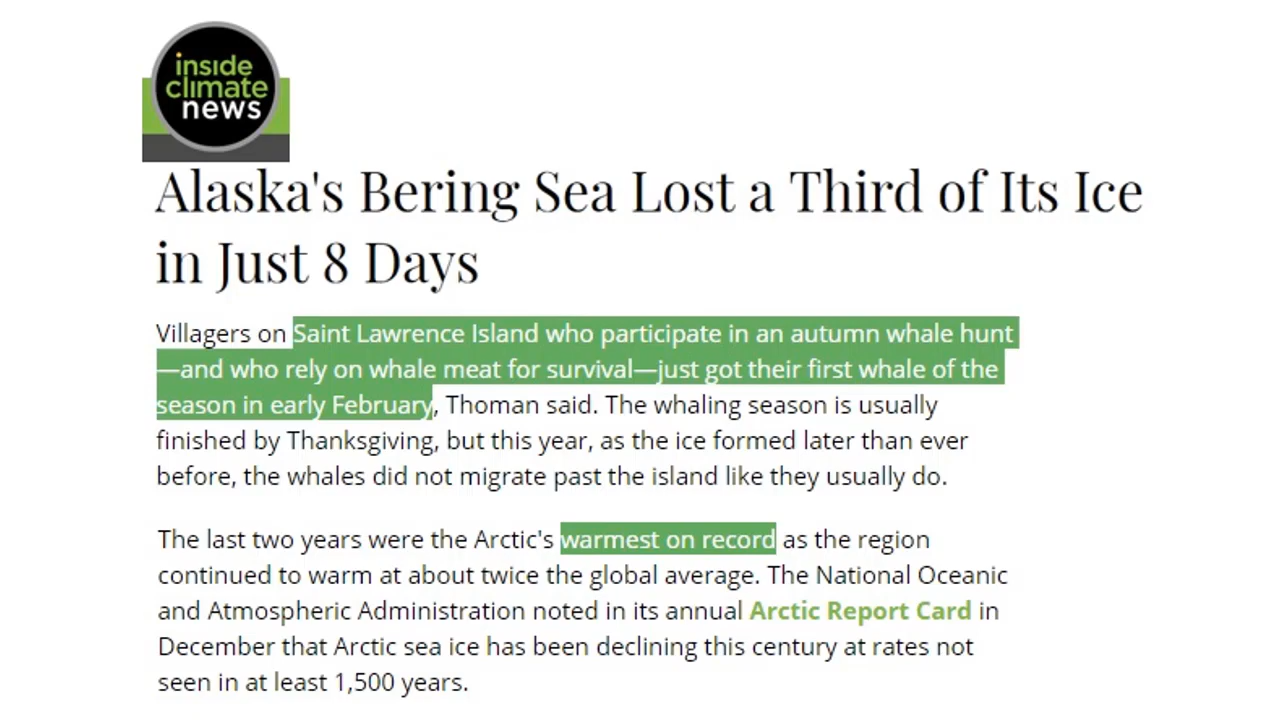 inside
climate
news
Alaska's Bering Sea Lost a Third of Its Ice
in Just 8 Days
Villagers on Saint Lawrence Island who participate in an autumn whale hunt
—and who rely on whale meat for survival—just got their first whale of the
season in early February, Thoman said. The whaling season is usually
finished by Thanksgiving, but this year, as the ice formed later than ever
before, the whales did not migrate past the island like they usually do.
The last two years were the Arctic's warmest on record as the region
continued to warm at about twice the global average. The National Oceanic
and Atmospheric Administration noted in its annual Arctic Report Card in
December that Arctic sea ice has been declining this century at rates not
seen in at least 1,500 years.